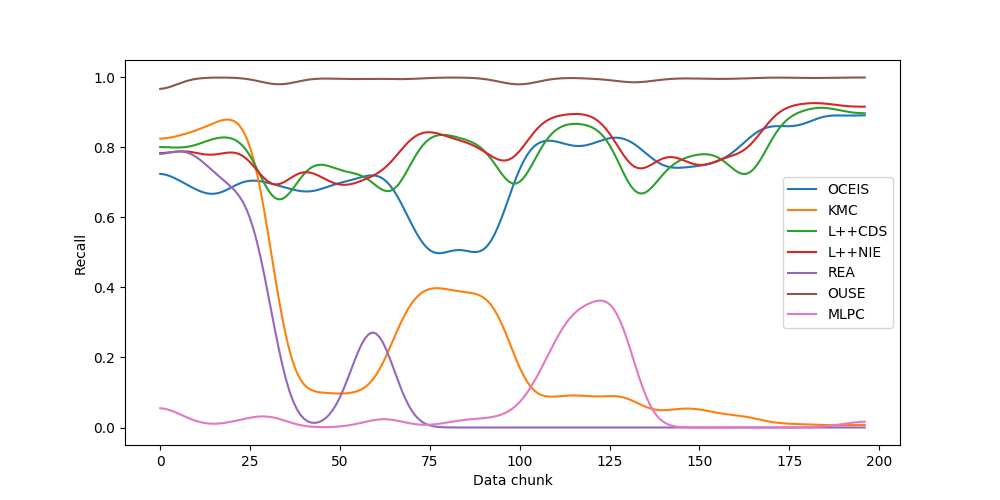 1.0
0.8
0.6
0.4
0.2
0.0
Recall
0
25
50
75
100
125
150
175
200
Data chunk
OCEIS
KMC
L++CDS
L++NIE
REA
OUSE
MLPC